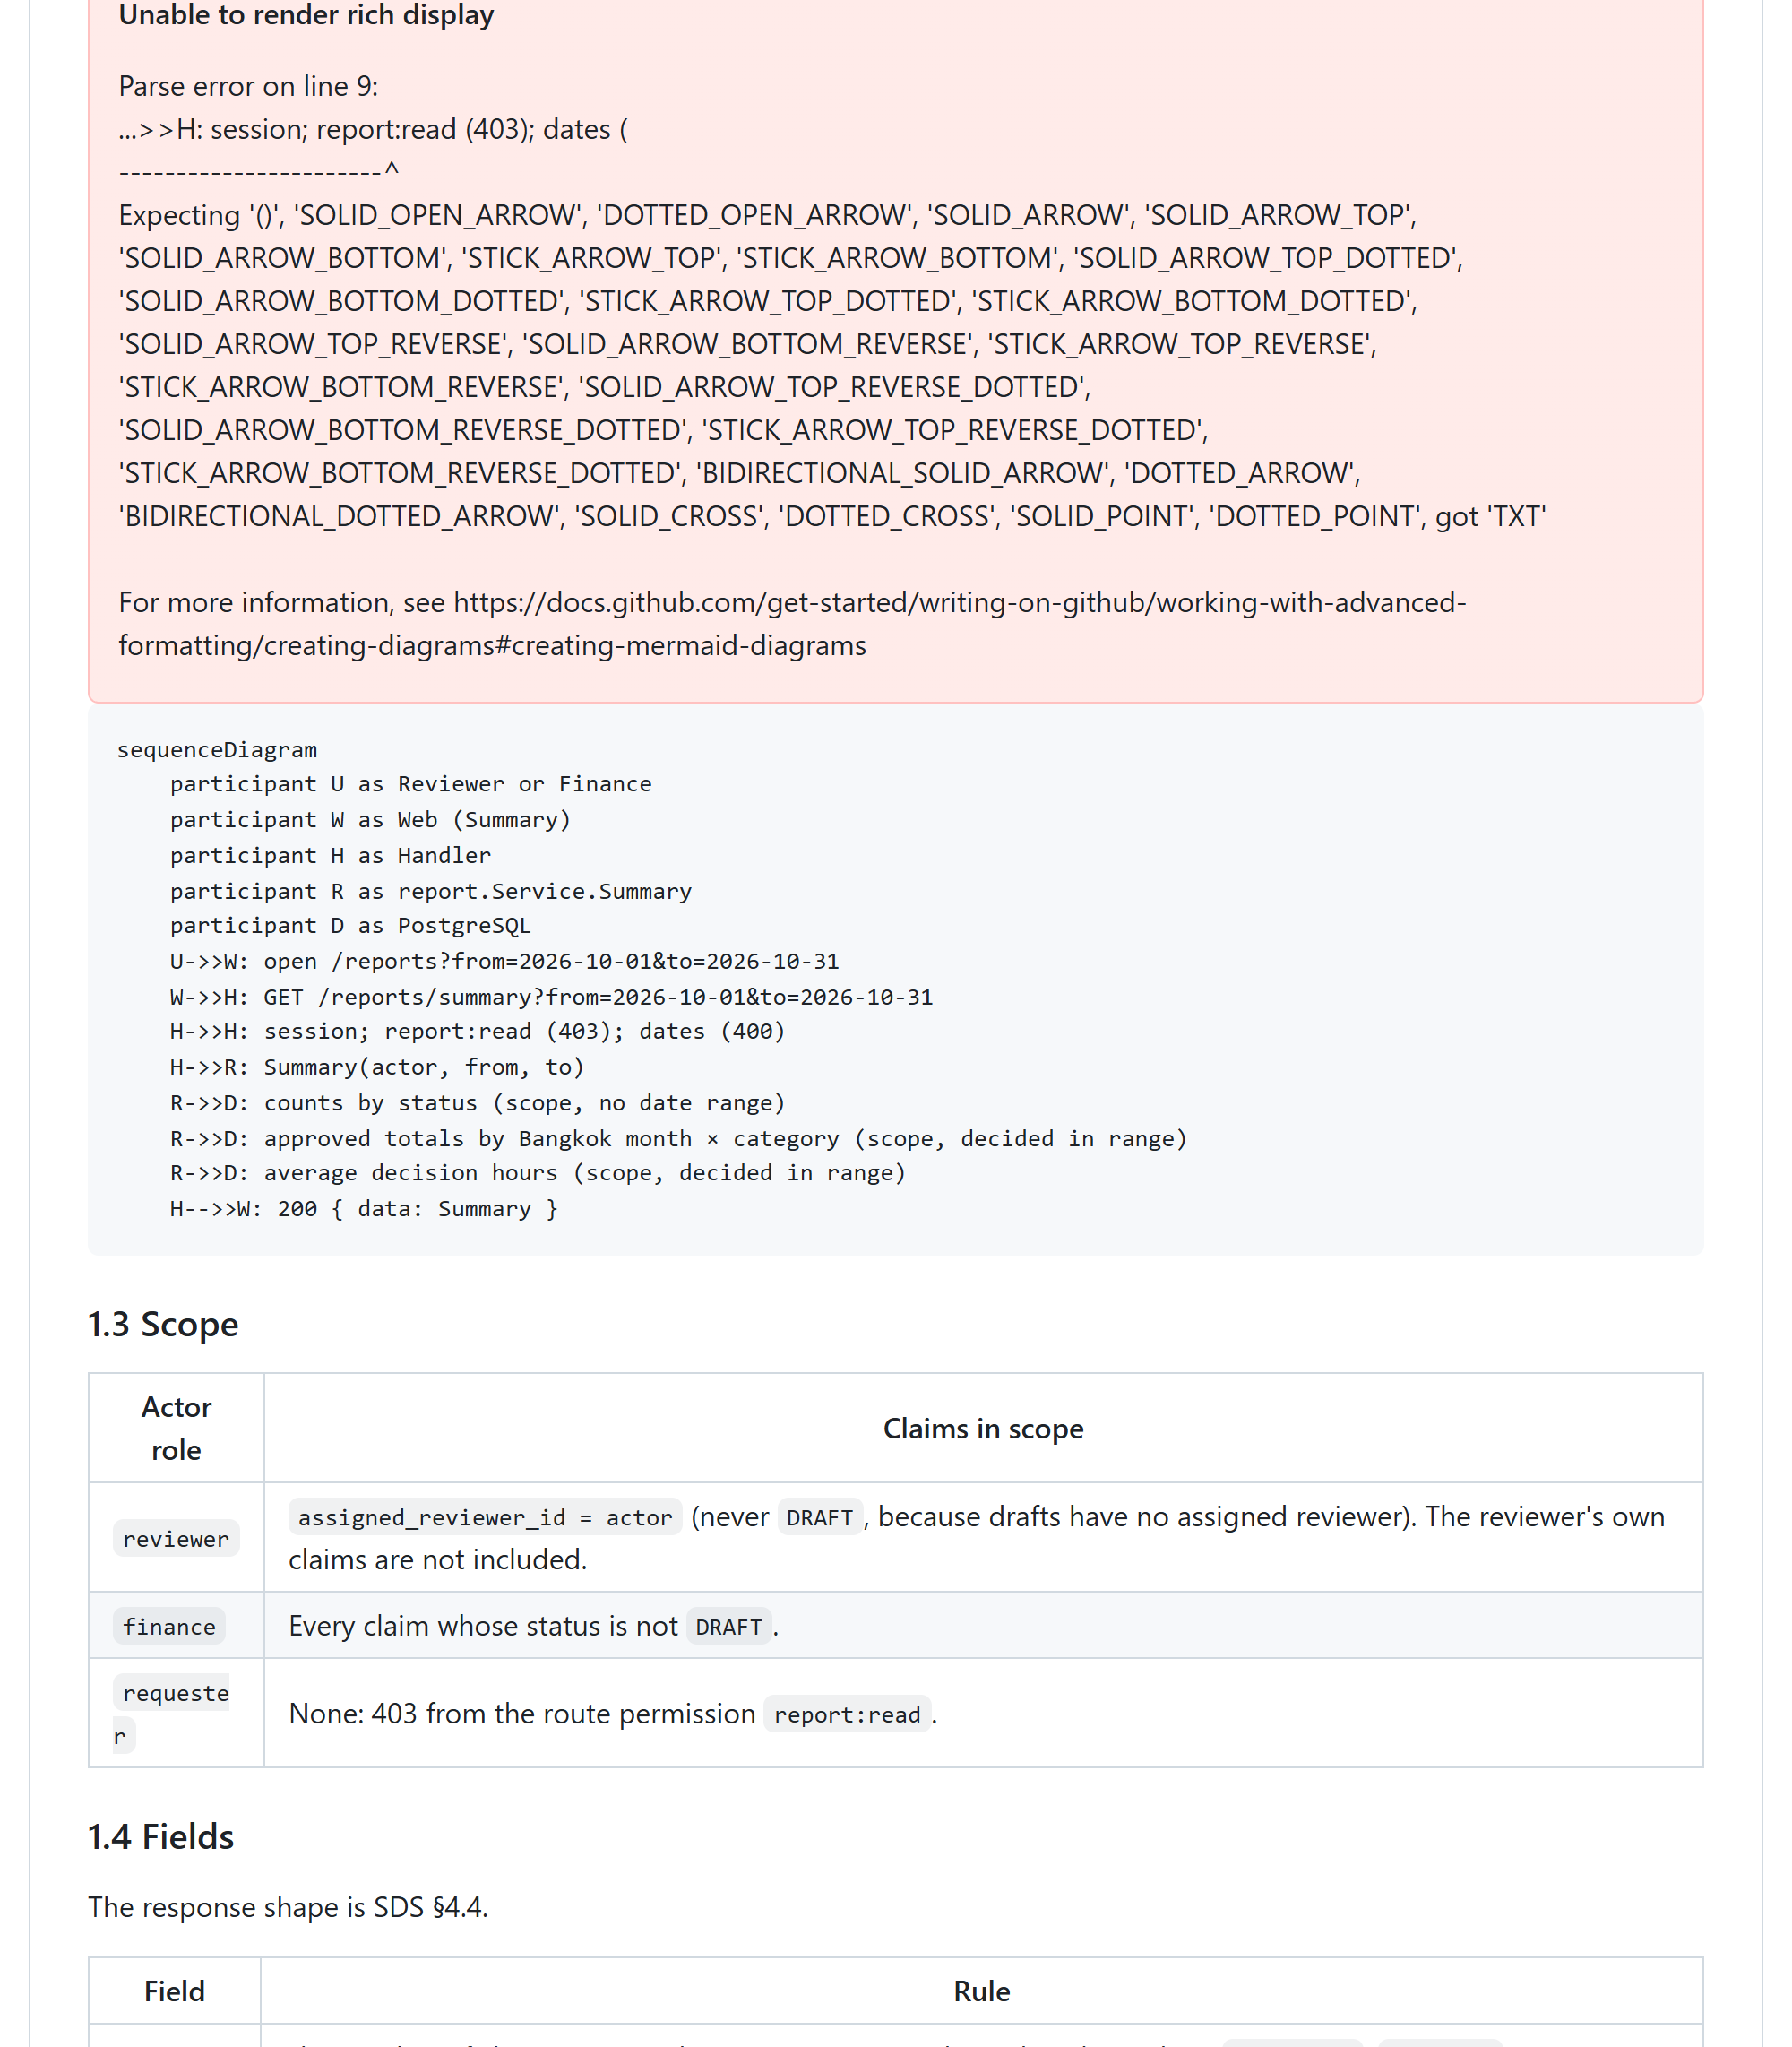 Unable to render rich display
Parse error on line 9:
...>>H: session; report:read (403); dates (
-----------------------^
Expecting '()', 'SOLID_OPEN_ARROW', 'DOTTED_OPEN_ARROW', 'SOLID_ARROW', 'SOLID_ARROW_TOP',
'SOLID_ARROW_BOTTOM', 'STICK_ARROW_TOP', 'STICK_ARROW_BOTTOM', 'SOLID_ARROW_TOP_DOTTED',
'SOLID_ARROW_BOTTOM_DOTTED', 'STICK_ARROW_TOP_DOTTED', 'STICK_ARROW_BOTTOM_DOTTED',
'SOLID_ARROW_TOP_REVERSE', 'SOLID_ARROW_BOTTOM_REVERSE', 'STICK_ARROW_TOP_REVERSE',
'STICK_ARROW_BOTTOM_REVERSE', 'SOLID_ARROW_TOP_REVERSE_DOTTED',
'SOLID_ARROW_BOTTOM_REVERSE_DOTTED', 'STICK_ARROW_TOP_REVERSE_DOTTED',
'STICK_ARROW_BOTTOM_REVERSE_DOTTED', 'BIDIRECTIONAL_SOLID_ARROW', 'DOTTED_ARROW',
'BIDIRECTIONAL_DOTTED_ARROW', 'SOLID_CROSS', 'DOTTED_CROSS', 'SOLID_POINT', 'DOTTED_POINT', got 'TXT'
For more information, see https://docs.github.com/get-started/writing-on-github/working-with-advanced-
formatting/creating-diagrams#creating-mermaid-diagrams
sequenceDiagram
    participant U as Reviewer or Finance
    participant W as Web (Summary)
    participant H as Handler
    participant R as report.Service.Summary
    participant D as PostgreSQL
    U->>W: open /reports?from=2026-10-01&to=2026-10-31
    W->>H: GET /reports/summary?from=2026-10-01&to=2026-10-31
    H->>H: session; report:read (403); dates (400)
    H->>R: Summary(actor, from, to)
    R->>D: counts by status (scope, no date range)
    R->>D: approved totals by Bangkok month × category (scope, decided in range)
    R->>D: average decision hours (scope, decided in range)
    H-->>W: 200 { data: Summary }
1.3 Scope
Actor
role
Claims in scope
reviewer
assigned_reviewer_id = actor (never DRAFT, because drafts have no assigned reviewer). The reviewer's own
claims are not included.
finance
Every claim whose status is not DRAFT.
requeste
r
None: 403 from the route permission report:read.
1.4 Fields
The response shape is SDS §4.4.
Field
Rule